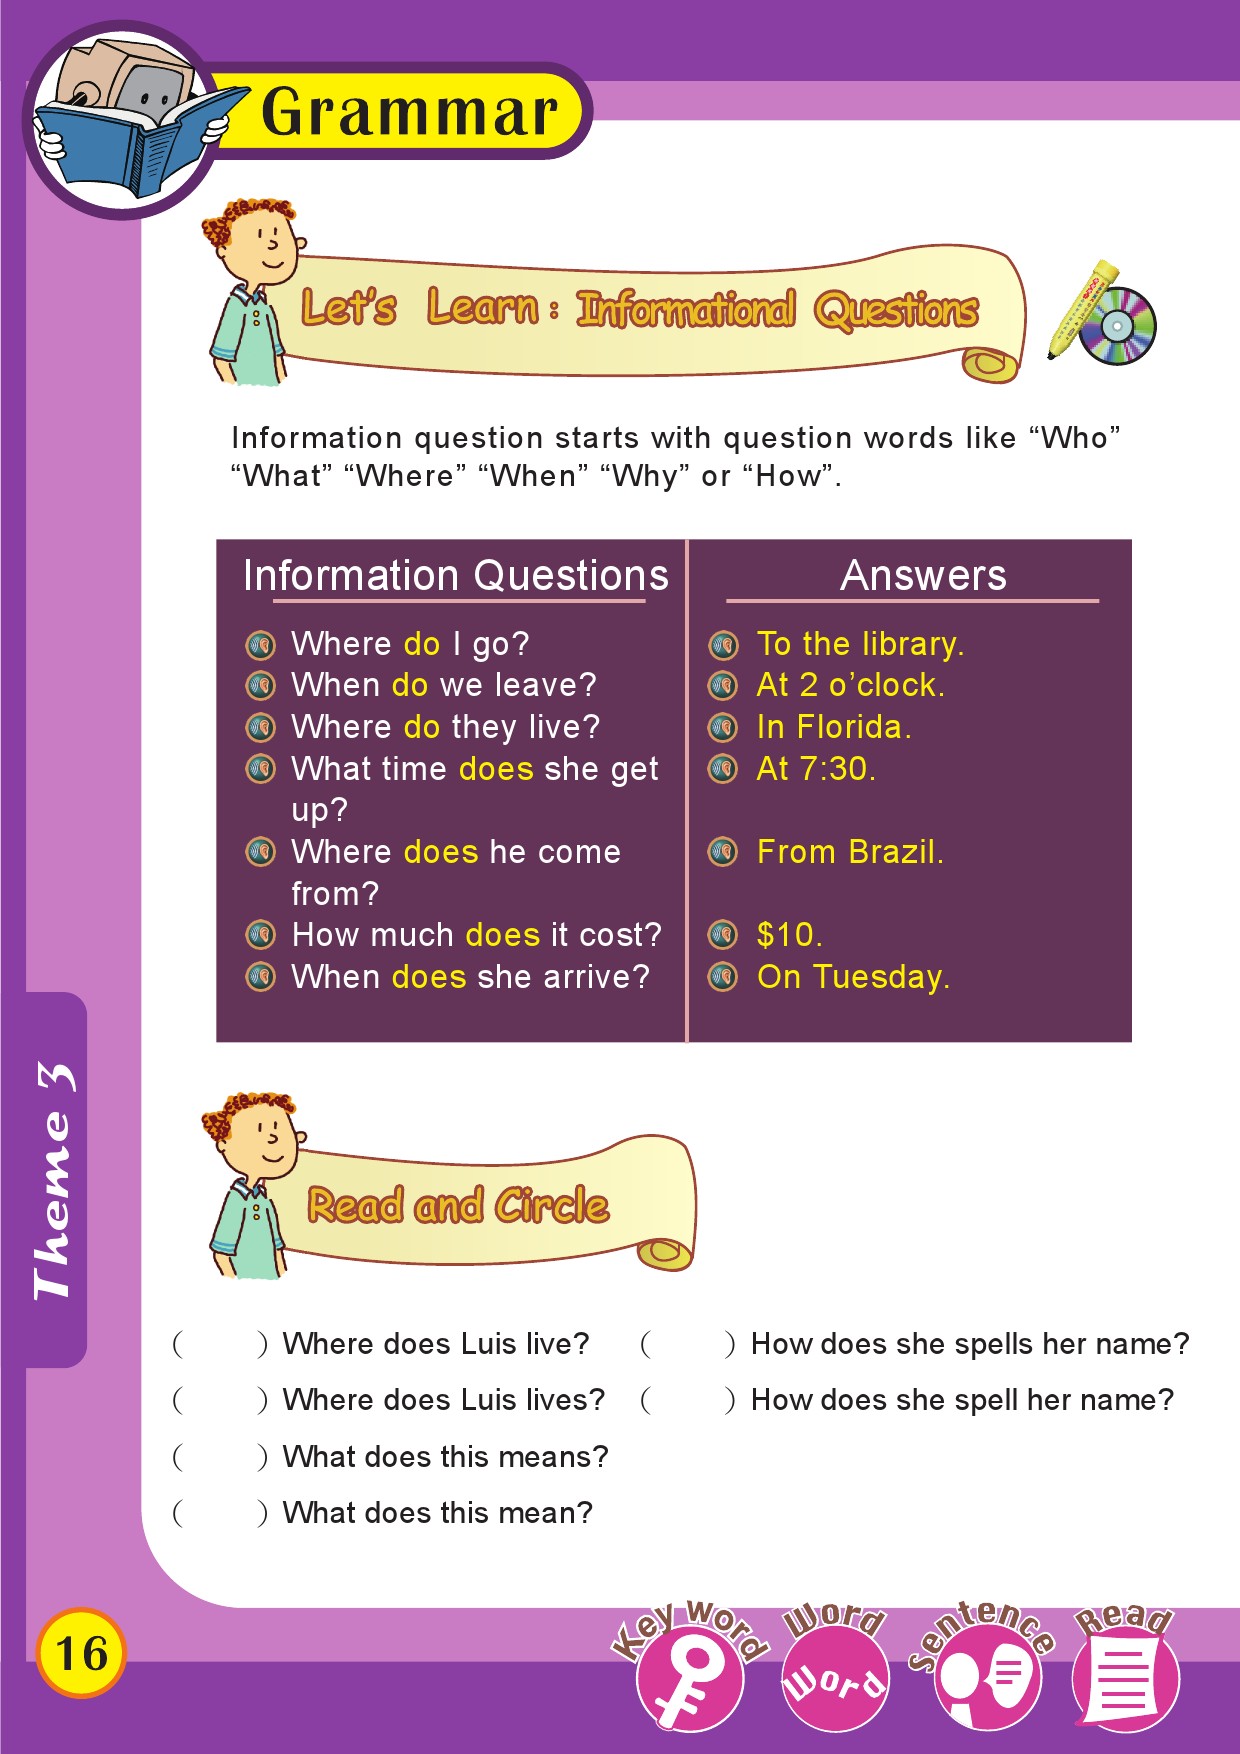 Grammar
Let's Learn: Informational Questions
Information question starts with question words like “Who”
“What” “Where” “When” “Why” or “How”.
Information Questions
Where do I go?
When do we leave?
Where do they live?
What time does she get
up?
Where does he come
from?
How much does it cost?
When does she arrive?
Answers
To the library.
At 2 o’clock.
In Florida.
At 7:30.
From Brazil.
$10.
On Tuesday.
Theme 3
Read and Circle
(  ) Where does Luis live?
(  ) Where does Luis lives?
(  ) What does this means?
(  ) What does this mean?
(  ) How does she spells her name?
(  ) How does she spell her name?
16
Key word
Word
Word
Sentence
Read